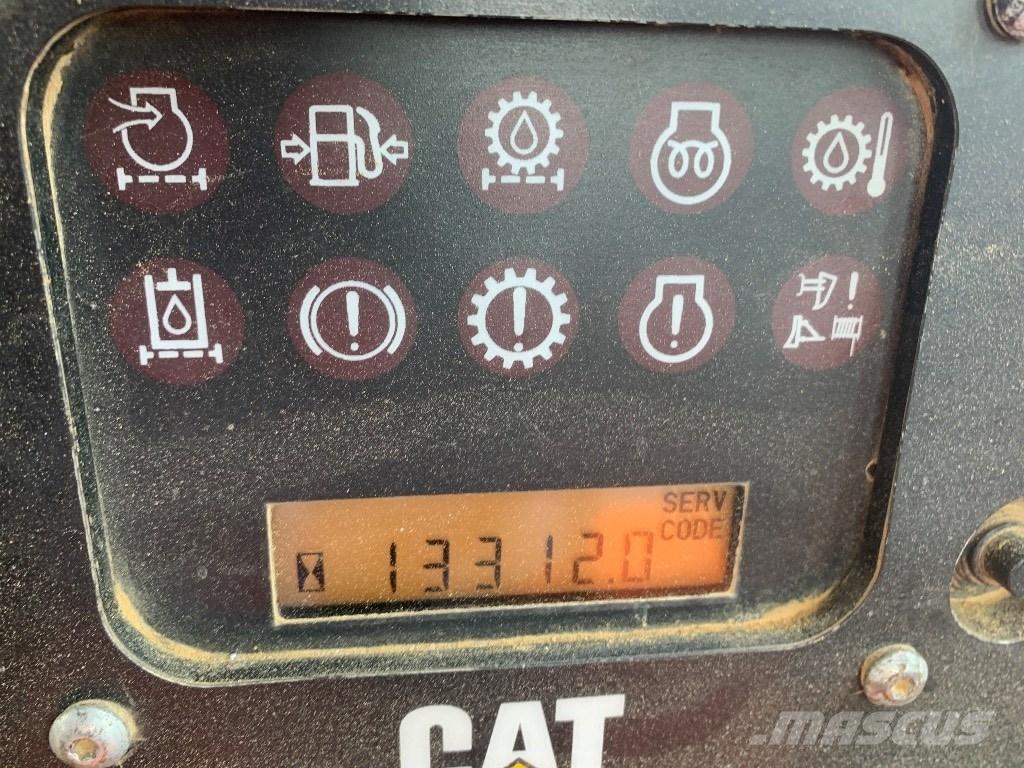 SERV
CODE
13312.0
CAT
MASCUS